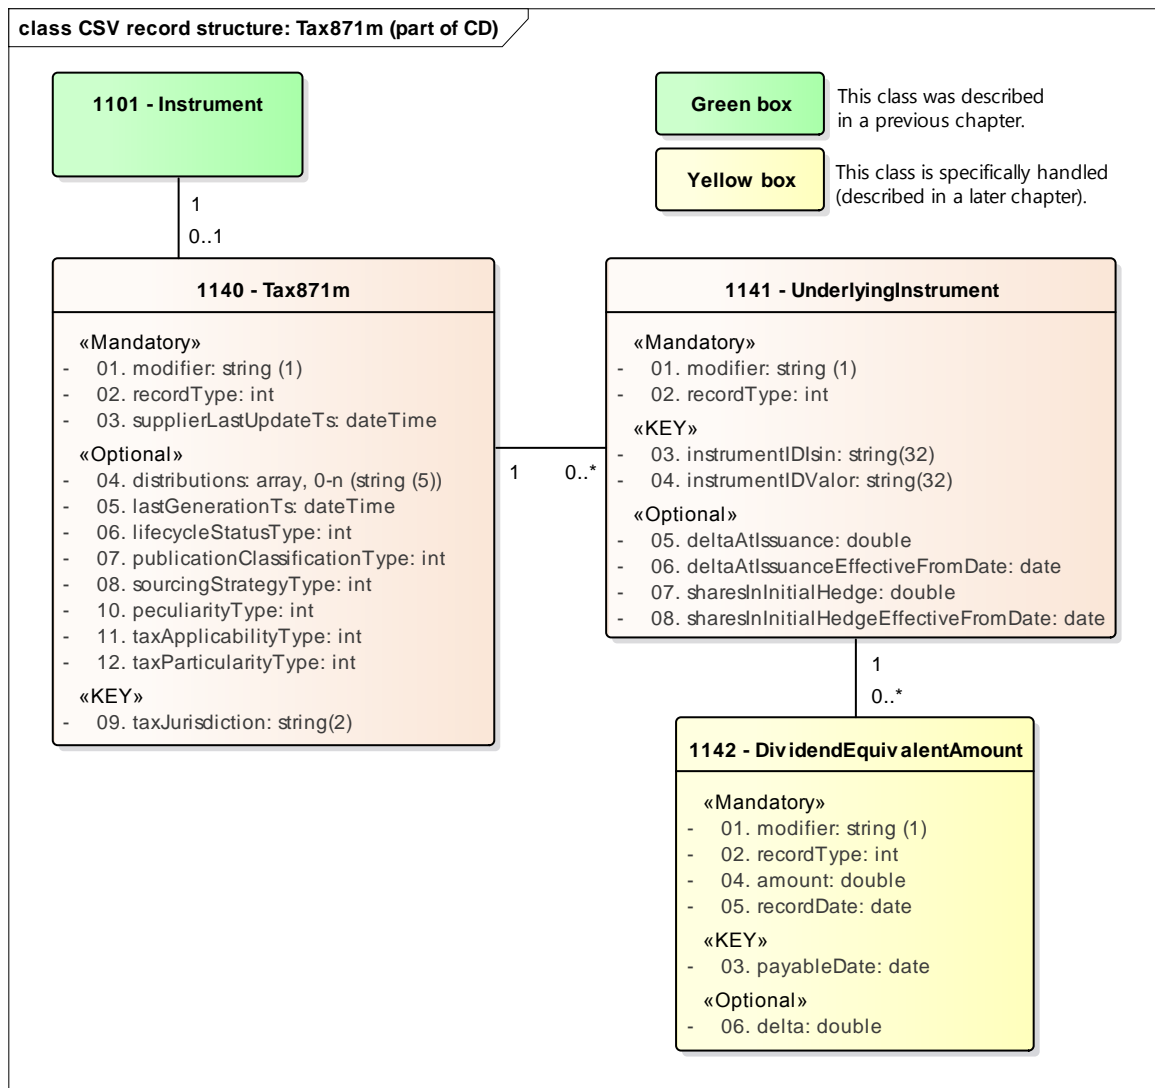 class CSV record structure: Tax871m (part of CD)
1101 - Instrument
Green box
This class was described
in a previous chapter.
Yellow box
This class is specifically handled
(described in a later chapter).
1
0..1
1140 - Tax871m
«Mandatory»
- 01. modifier: string (1)
- 02. recordType: int
- 03. supplierLastUpdateTs: dateTime
«Optional»
- 04. distributions: array, 0-n (string (5))
- 05. lastGenerationTs: dateTime
- 06. lifecycleStatusType: int
- 07. publicationClassificationType: int
- 08. sourcingStrategyType: int
- 10. peculiarityType: int
- 11. taxApplicabilityType: int
- 12. taxParticularityType: int
«KEY»
- 09. taxJurisdiction: string(2)
1
0..*
1141 - UnderlyingInstrument
«Mandatory»
- 01. modifier: string (1)
- 02. recordType: int
«KEY»
- 03. instrumentIDIsin: string(32)
- 04. instrumentIDValor: string(32)
«Optional»
- 05. deltaAtIssuance: double
- 06. deltaAtIssuanceEffectiveFromDate: date
- 07. sharesInInitialHedge: double
- 08. sharesInInitialHedgeEffectiveFromDate: date
1
0..*
1142 - DividendEquivalentAmount
«Mandatory»
- 01. modifier: string (1)
- 02. recordType: int
- 04. amount: double
- 05. recordDate: date
«KEY»
- 03. payableDate: date
«Optional»
- 06. delta: double